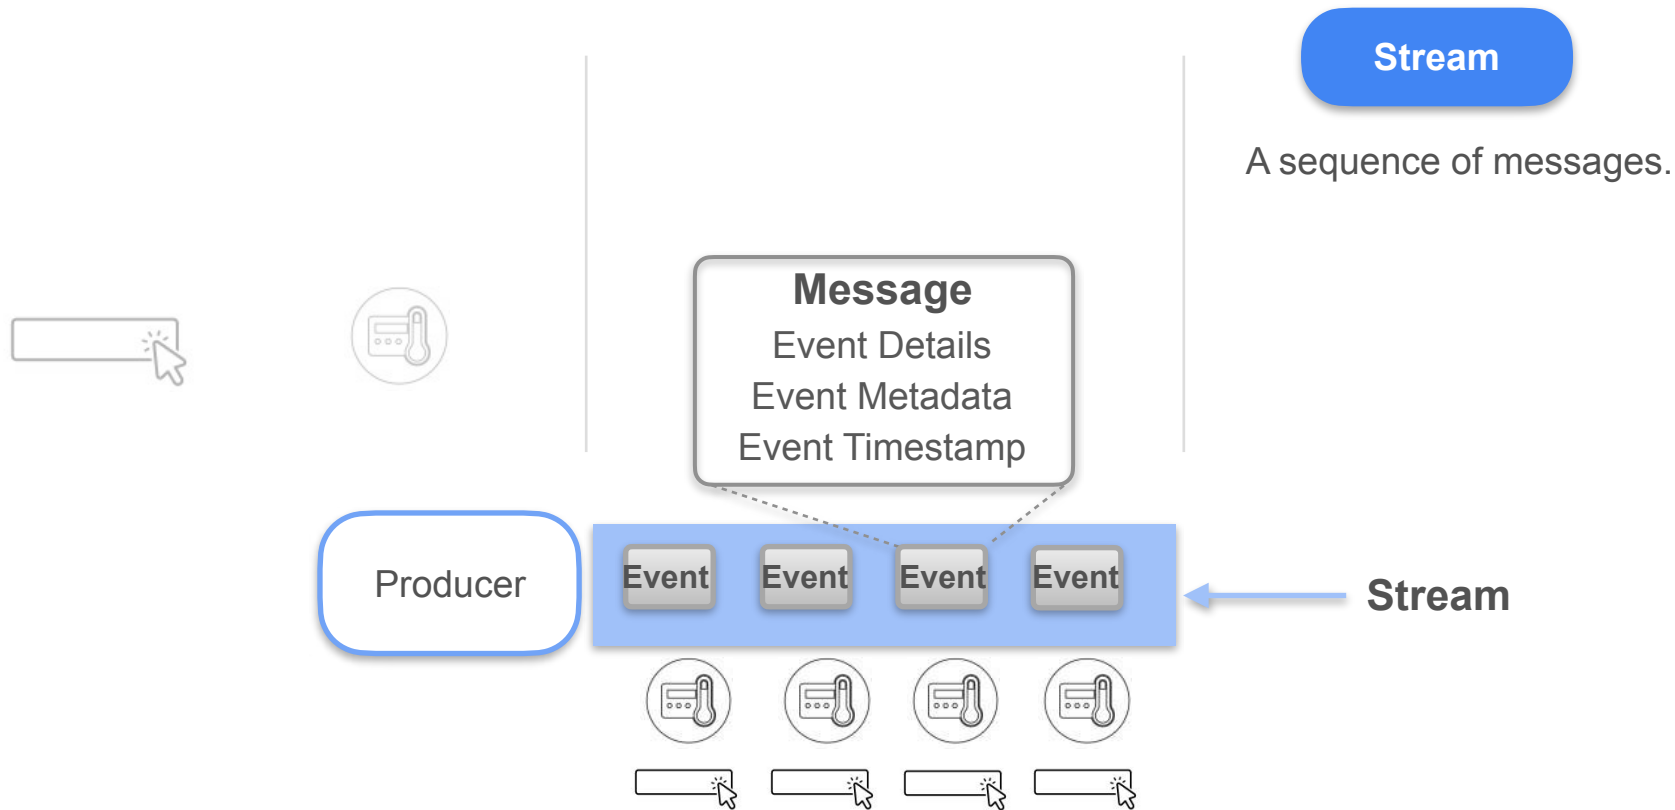 Stream
A sequence of messages.
Message
Event Details
Event Metadata
Event Timestamp
Producer
Event
Event
Event
Event
Stream